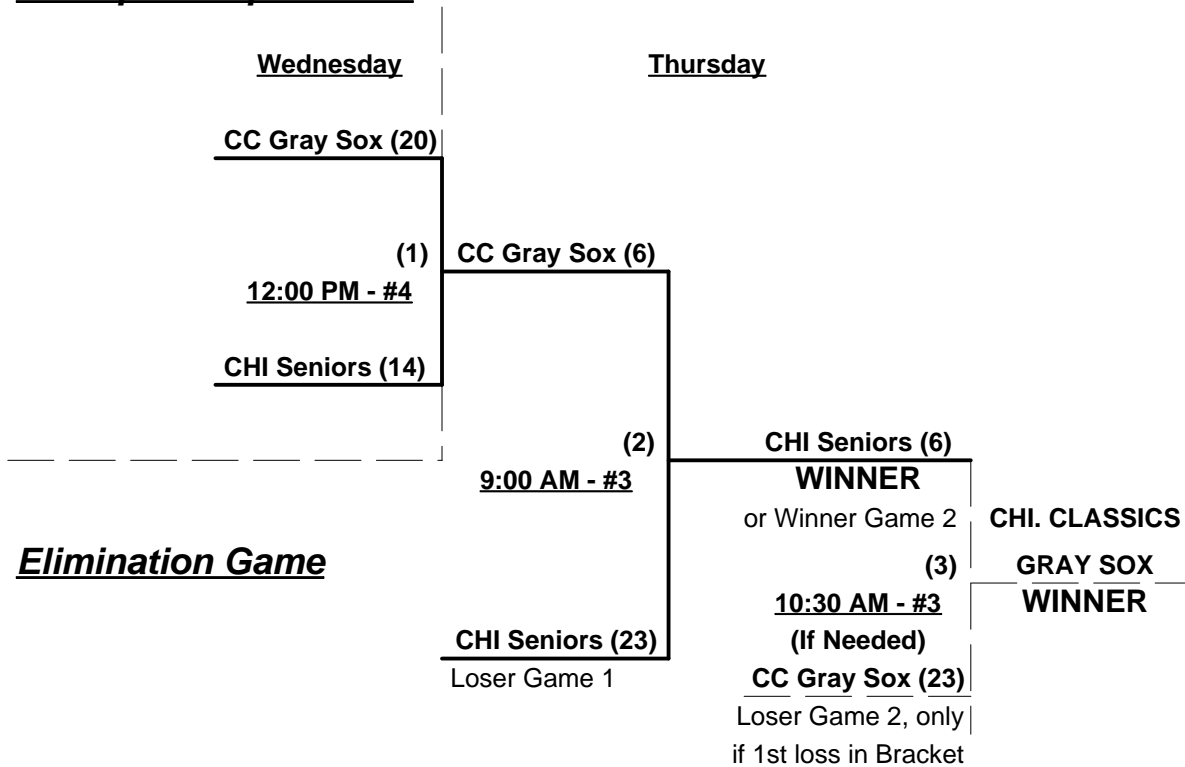 Wednesday
Thursday
CC Gray Sox (20)
(1)
CC Gray Sox (6)
12:00 PM - #4
CHI Seniors (14)
(2)
CHI Seniors (6)
9:00 AM - #3
WINNER
or Winner Game 2
CHI. CLASSICS
Elimination Game
(3)
GRAY SOX
10:30 AM - #3
WINNER
CHI Seniors (23)
(If Needed)
Loser Game 1
CC Gray Sox (23)
Loser Game 2, only
if 1st loss in Bracket